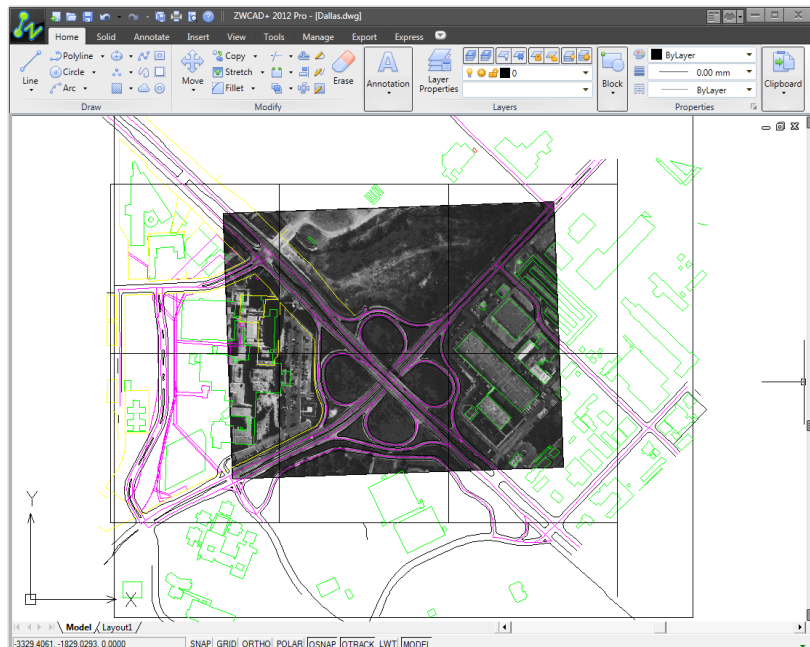 ZWCAD+ 2012 Pro - [Dallas.dwg]
Home Solid Annotate Insert View Tools Manage Export Express
Line
Polyline
Circle
Arc
Draw
Move
Copy
Stretch
Fillet
Erase
Modify
Annotation
Layer
Properties
0
Layers
Block
ByLayer
0.00 mm
ByLayer
Properties
Clipboard
Y
X
Model Layout1
-3329.4061, -1829.0293, 0.0000 SNAP GRID ORTHO POLAR OSNAP OTRACK LWT MODEL